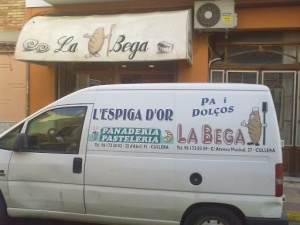 La Bega
L'ESPIGA D'OR
PANADERIA
PASTELERIA
Pa i
DOLÇOS
LA BEGA
CULLERA
CULLERA